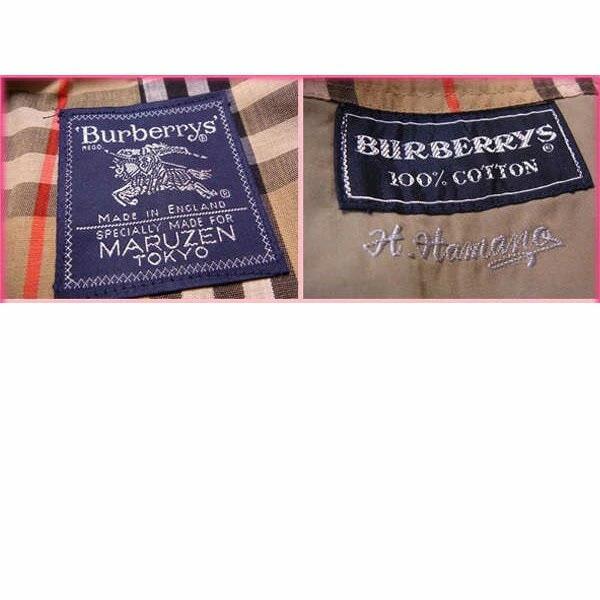 'Burberrys'
REGD.
®
®
MADE IN ENGLAND
SPECIALLY MADE FOR
MARUZEN
TOKYO
BURBERRYS®
100% COTTON
H. Hamano